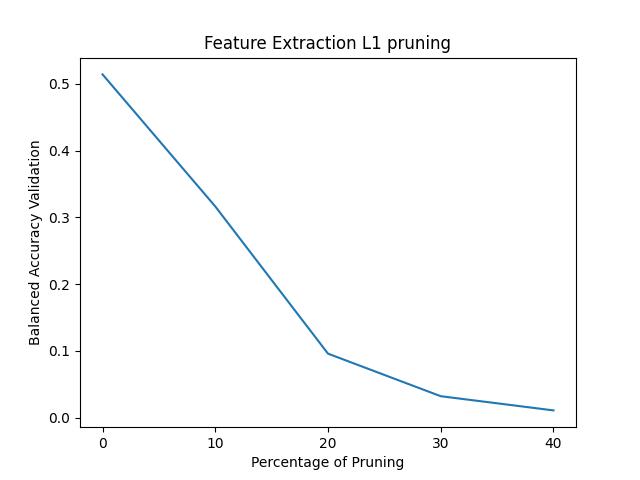 Feature Extraction L1 pruning
Balanced Accuracy Validation
0.5
0.4
0.3
0.2
0.1
0.0
0 10 20 30 40
Percentage of Pruning